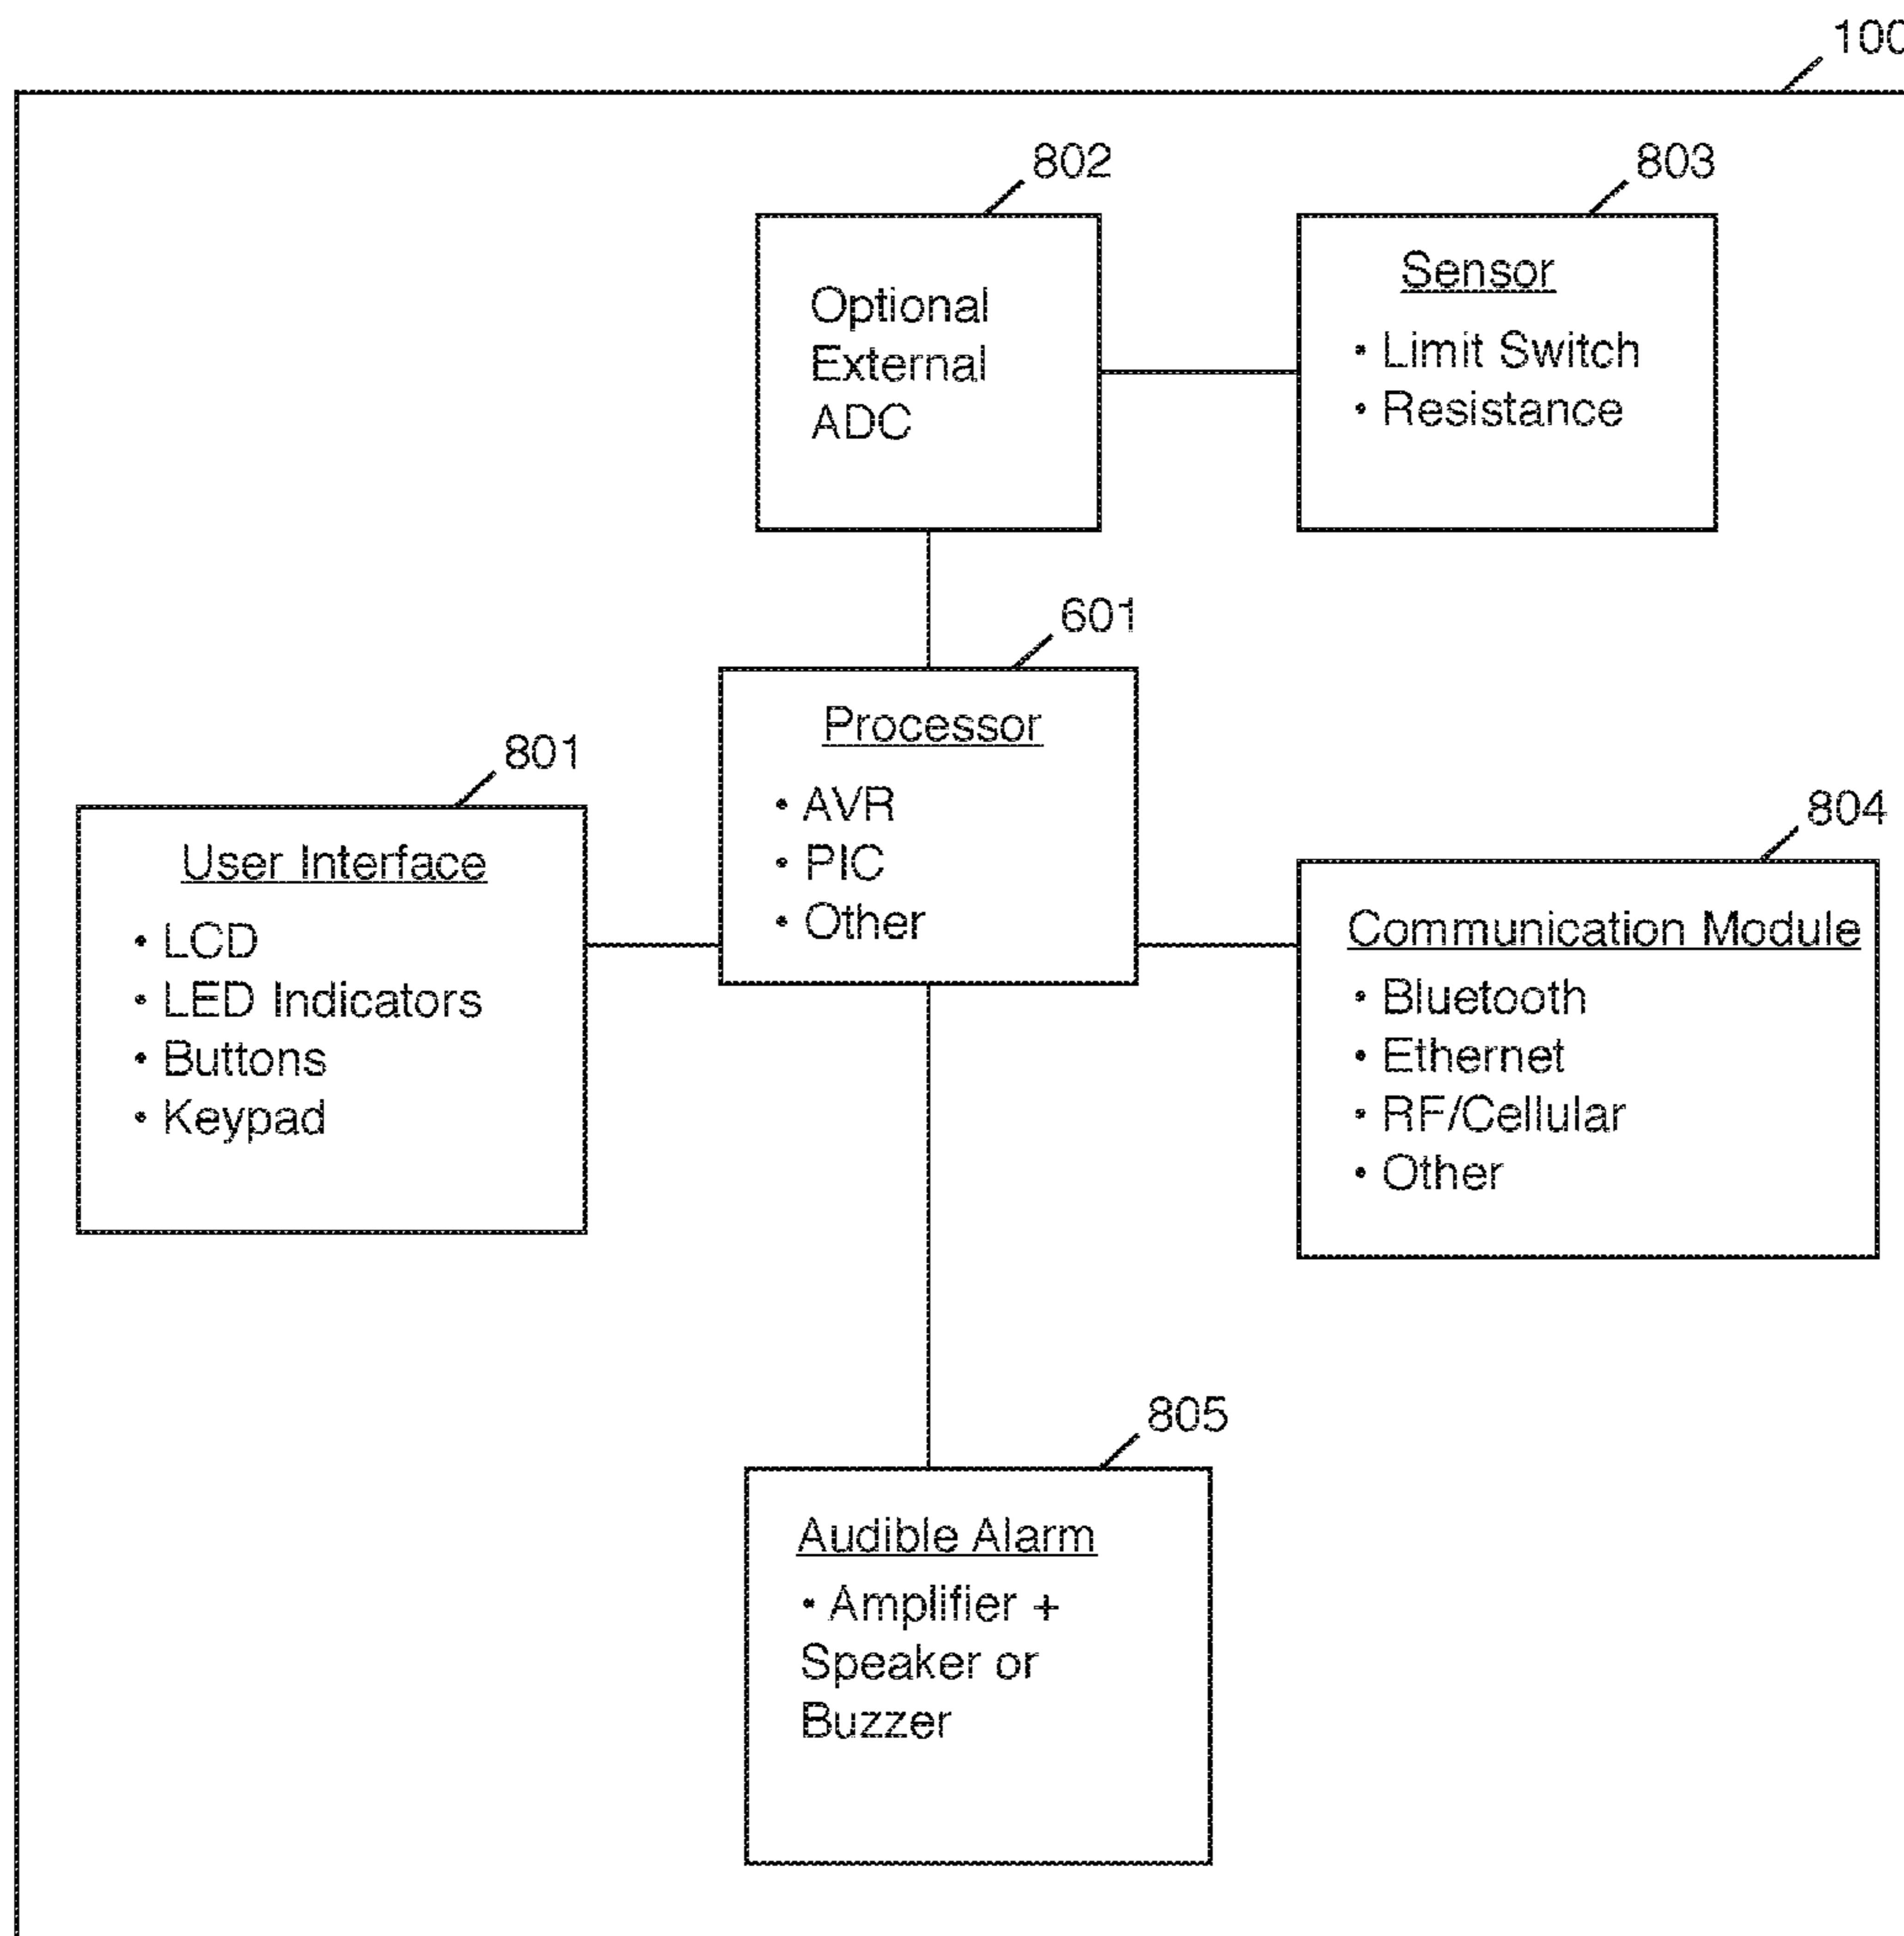 100
802
803
Optional
External
ADC
Sensor
• Limit Switch
• Resistance
601
Processor
• AVR
• PIC
• Other
801
User Interface
• LCD
• LED Indicators
• Buttons
• Keypad
804
Communication Module
• Bluetooth
• Ethernet
• RF/Cellular
• Other
805
Audible Alarm
• Amplifier +
Speaker or
Buzzer